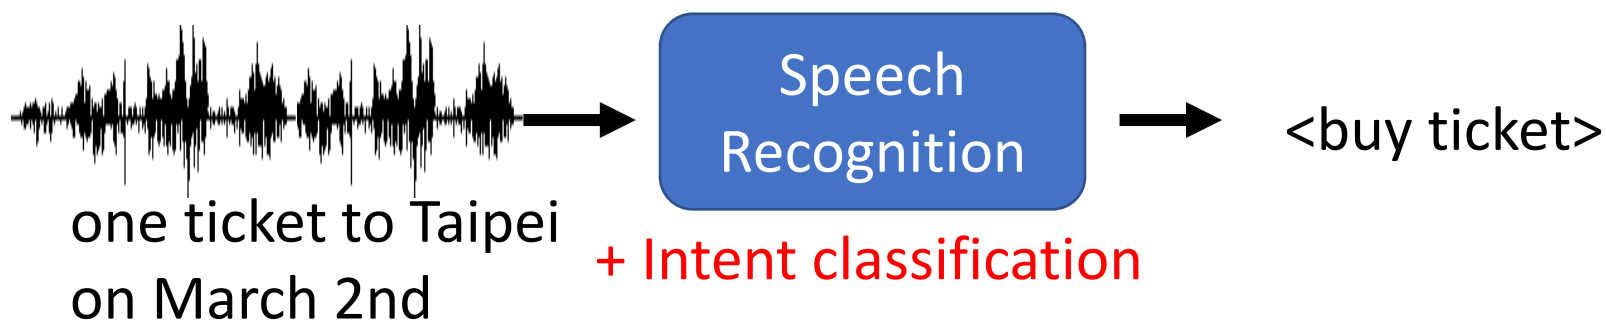 Speech
Recognition
<buy ticket>
one ticket to Taipei
on March 2nd
+ Intent classification